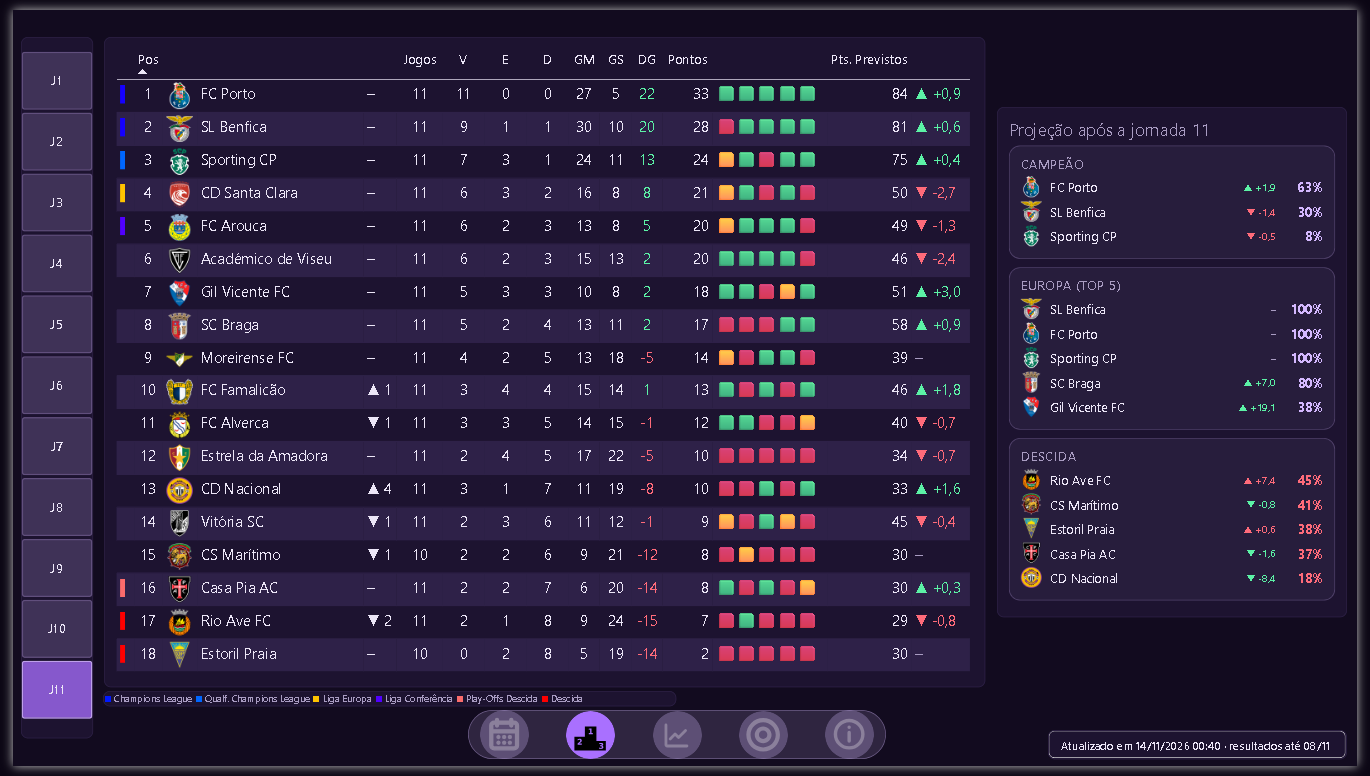 Pos Jogos V E D GM GS DG Pontos Pts. Previstos
J1
J2
J3
J4
J5
J6
J7
J8
J9
J10
J11
1 FC Porto – 11 11 0 0 27 5 22 33 84 ▲ +0,9
2 SL Benfica – 11 9 1 1 30 10 20 28 81 ▲ +0,6
3 Sporting CP – 11 7 3 1 24 11 13 24 75 ▲ +0,4
4 CD Santa Clara – 11 6 3 2 16 8 8 21 50 ▼ -2,7
5 FC Arouca – 11 6 2 3 13 8 5 20 49 ▼ -1,3
6 Académico de Viseu – 11 6 2 3 15 13 2 20 46 ▼ -2,4
7 Gil Vicente FC – 11 5 3 3 10 8 2 18 51 ▲ +3,0
8 SC Braga – 11 5 2 4 13 11 2 17 58 ▲ +0,9
9 Moreirense FC – 11 4 2 5 13 18 -5 14 39 –
10 FC Famalicão ▲ 1 11 3 4 4 15 14 1 13 46 ▲ +1,8
11 FC Alverca ▼ 1 11 3 3 5 14 15 -1 12 40 ▼ -0,7
12 Estrela da Amadora – 11 2 4 5 17 22 -5 10 34 ▼ -0,7
13 CD Nacional ▲ 4 11 3 1 7 11 19 -8 10 33 ▲ +1,6
14 Vitória SC ▼ 1 11 2 3 6 11 12 -1 9 45 ▼ -0,4
15 CS Marítimo ▼ 1 10 2 2 6 9 21 -12 8 30 –
16 Casa Pia AC – 11 2 2 7 6 20 -14 8 30 ▲ +0,3
17 Rio Ave FC ▼ 2 11 2 1 8 9 24 -15 7 29 ▼ -0,8
18 Estoril Praia – 10 0 2 8 5 19 -14 2 30 –
Champions League Qualf. Champions League Liga Europa Liga Conferência Play-Offs Descida Descida
Projeção após a jornada 11
CAMPEÃO
FC Porto ▲ +1,9 63%
SL Benfica ▼ -1,4 30%
Sporting CP ▼ -0,5 8%
EUROPA (TOP 5)
SL Benfica – 100%
FC Porto – 100%
Sporting CP – 100%
SC Braga ▲ +7,0 80%
Gil Vicente FC ▲ +19,1 38%
DESCIDA
Rio Ave FC ▲ +7,4 45%
CS Marítimo ▼ -0,8 41%
Estoril Praia ▲ +0,6 38%
Casa Pia AC ▼ -1,6 37%
CD Nacional ▼ -8,4 18%
1
2 3
Atualizado em 14/11/2026 00:40 · resultados até 08/11